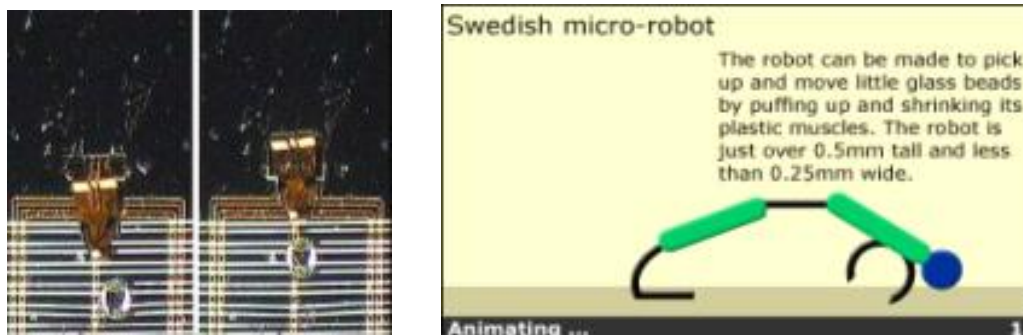 Swedish micro-robot
The robot can be made to pick
up and move little glass beads
by puffing up and shrinking its
plastic muscles. The robot is
just over 0.5mm tall and less
than 0.25mm wide.
Animating ...
1